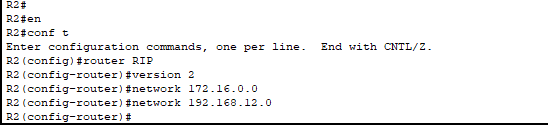 R2#
R2#en
R2#conf t
Enter configuration commands, one per line.  End with CNTL/Z.
R2(config)#router RIP
R2(config-router)#version 2
R2(config-router)#network 172.16.0.0
R2(config-router)#network 192.168.12.0
R2(config-router)#